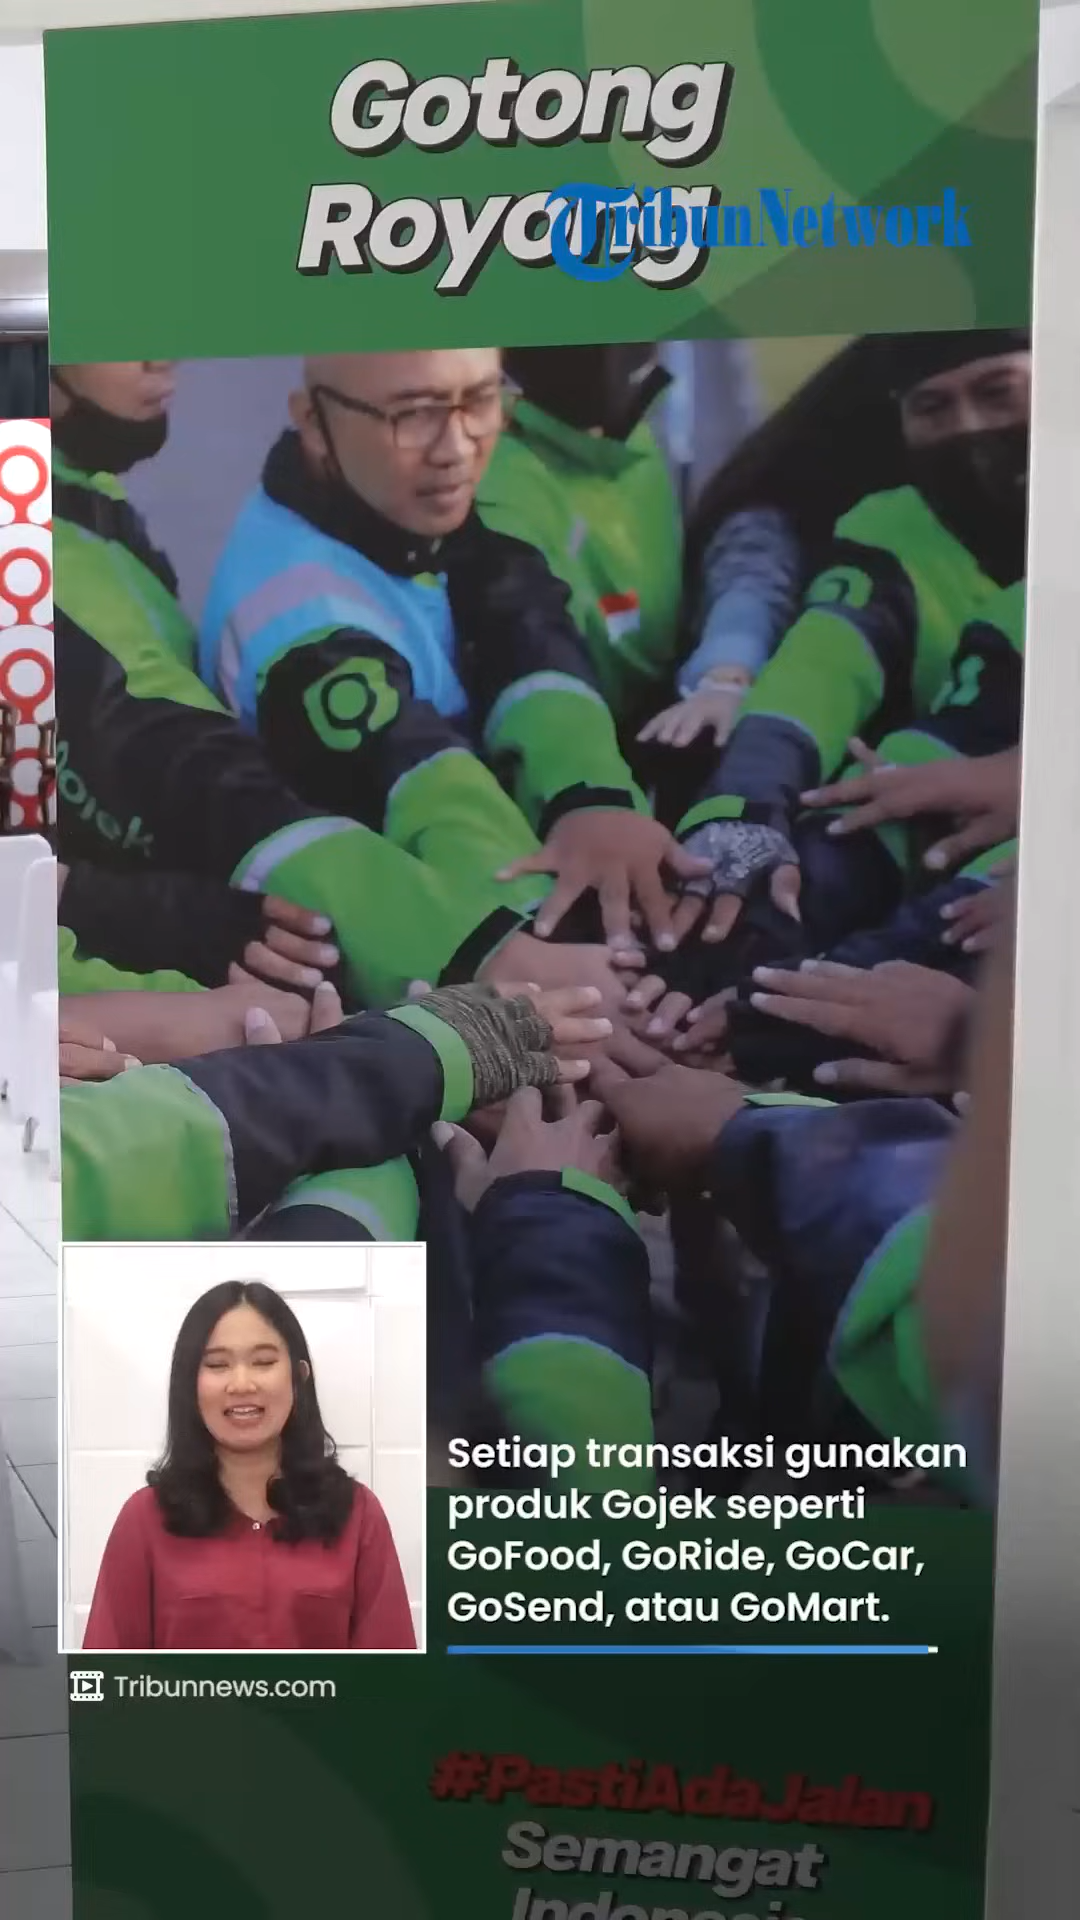 Gotong
Royong
TribunNetwork
gojek
Setiap transaksi gunakan
produk Gojek seperti
GoFood, GoRide, GoCar,
GoSend, atau GoMart.
Tribunnews.com
#PastiAdaJalan
Semangat